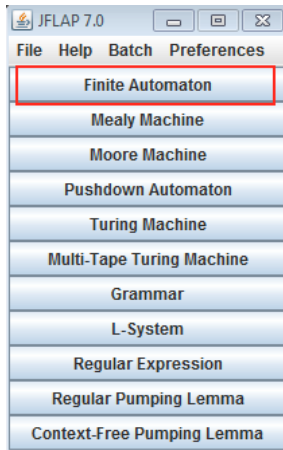 JFLAP 7.0
File Help Batch Preferences
Finite Automaton
Mealy Machine
Moore Machine
Pushdown Automaton
Turing Machine
Multi-Tape Turing Machine
Grammar
L-System
Regular Expression
Regular Pumping Lemma
Context-Free Pumping Lemma